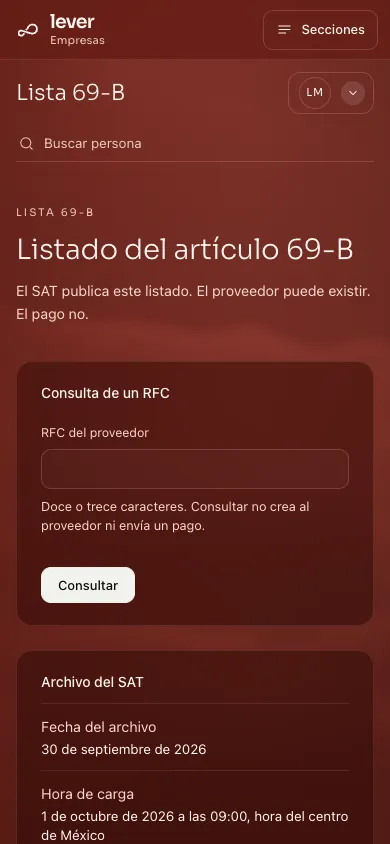 lever
Empresas
Secciones
Lista 69-B
LM
Buscar persona
LISTA 69-B
Listado del artículo 69-B
El SAT publica este listado. El proveedor puede existir.
El pago no.
Consulta de un RFC
RFC del proveedor
Doce o trece caracteres. Consultar no crea al
proveedor ni envía un pago.
Consultar
Archivo del SAT
Fecha del archivo
30 de septiembre de 2026
Hora de carga
1 de octubre de 2026 a las 09:00, hora del centro
de México